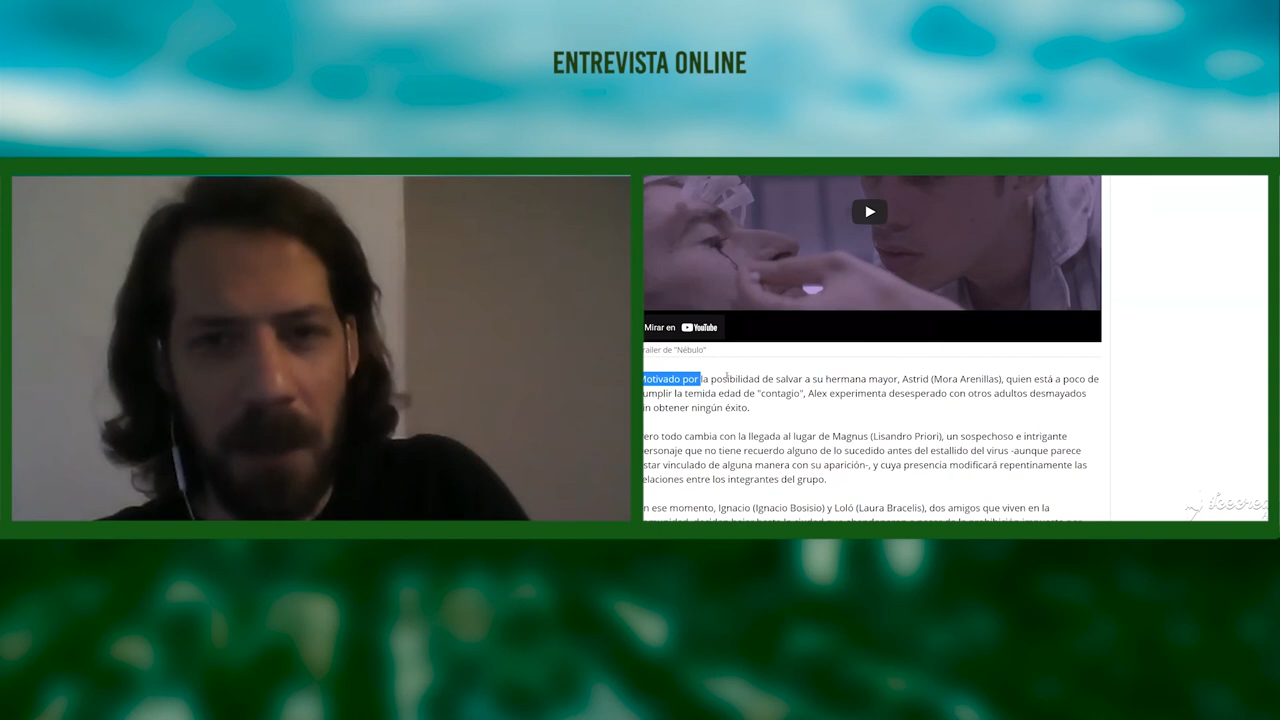 ENTREVISTA ONLINE
Mirar en YouTube
railer de "Nébulo"
Motivado por la posibilidad de salvar a su hermana mayor, Astrid (Mora Arenillas), quien está a poco de
umplir la temida edad de "contagio", Alex experimenta desesperado con otros adultos desmayados
in obtener ningún éxito.
ero todo cambia con la llegada al lugar de Magnus (Lisandro Priori), un sospechoso e intrigante
ersonaje que no tiene recuerdo alguno de lo sucedido antes del estallido del virus -aunque parece
star vinculado de alguna manera con su aparición-, y cuya presencia modificará repentinamente las
elaciones entre los integrantes del grupo.
n ese momento, Ignacio (Ignacio Bosisio) y Loló (Laura Bracelis), dos amigos que viven en la